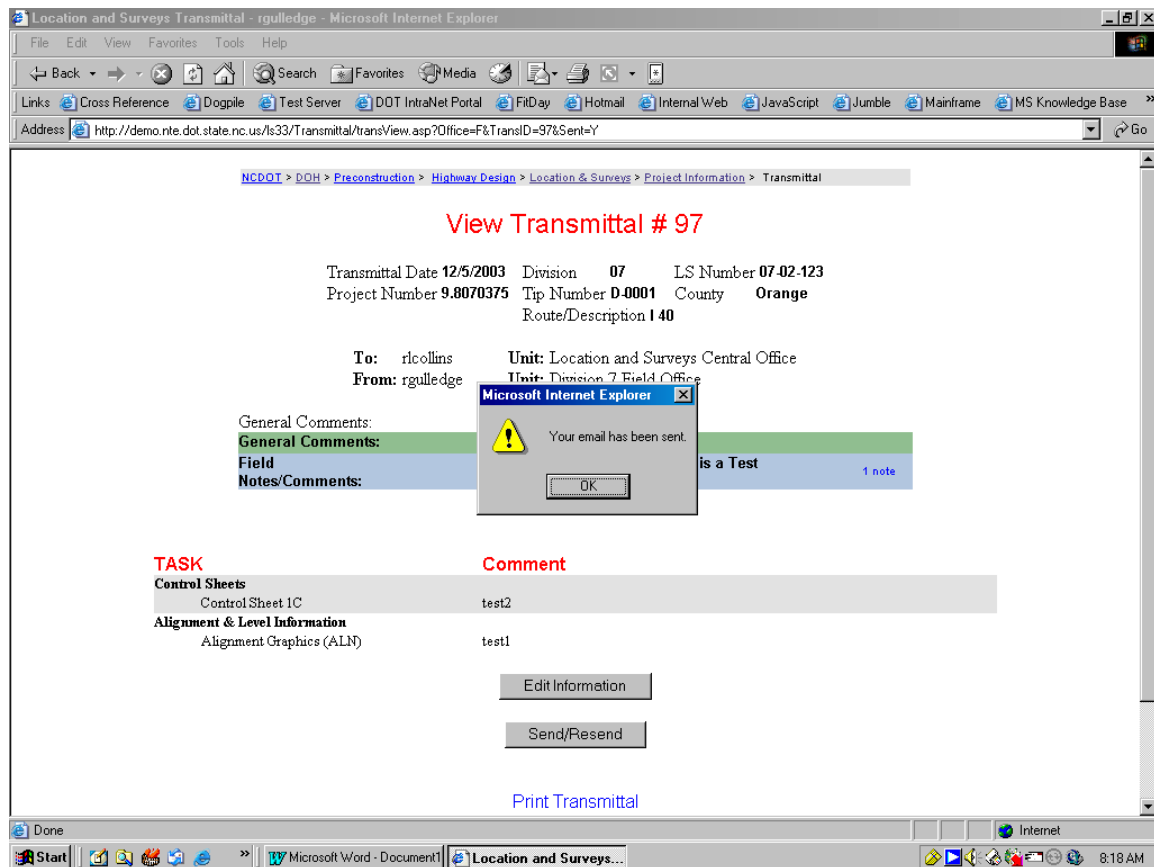 Location and Surveys Transmittal - rgulledge - Microsoft Internet Explorer
File Edit View Favorites Tools Help
Back Search Favorites Media
Links Cross Reference Dogpile Test Server DOT IntraNet Portal FitDay Hotmail Internal Web JavaScript Jumble Mainframe MS Knowledge Base »
Address http://demo.nte.dot.state.nc.us/ls33/Transmittal/transView.asp?Office=F&TransID=97&Sent=Y Go
NCDOT > DOH > Preconstruction > Highway Design > Location & Surveys > Project Information > Transmittal
View Transmittal # 97
Transmittal Date 12/5/2003 Division 07 LS Number 07-02-123
Project Number 9.8070375 Tip Number D-0001 County Orange
Route/Description I 40
To: rlcollins Unit: Location and Surveys Central Office
From: rgulledge Unit: Division 7 Field Office
Microsoft Internet Explorer
Your email has been sent.
OK
General Comments:
General Comments:
Field is a Test 1 note
Notes/Comments:
TASK Comment
Control Sheets
Control Sheet 1C test2
Alignment & Level Information
Alignment Graphics (ALN) test1
Edit Information
Send/Resend
Print Transmittal
Done Internet
Start » Microsoft Word - Document1 Location and Surveys... 8:18 AM